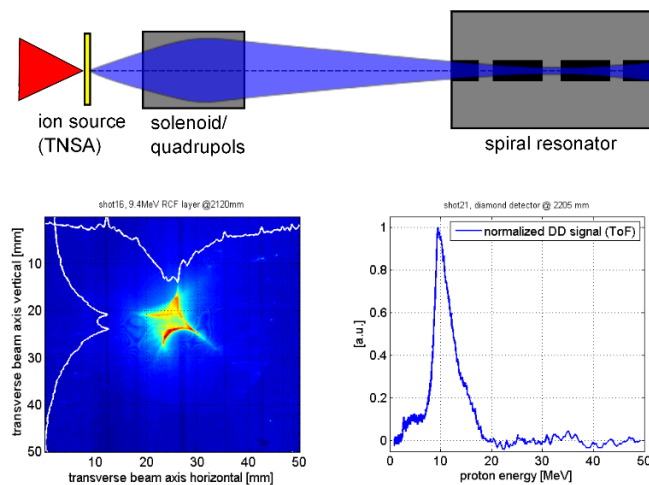 ion source
(TNSA)
solenoid/
quadrupols
spiral resonator
shot16, 9.4MeV RCF layer @2120mm
transverse beam axis vertical [mm]
10
20
30
40
50
10
20
30
40
50
transverse beam axis horizontal [mm]
shot21, diamond detector @ 2205 mm
normalized DD signal (ToF)
[a.u.]
1
0.8
0.6
0.4
0.2
0
0
10
20
30
40
50
proton energy [MeV]